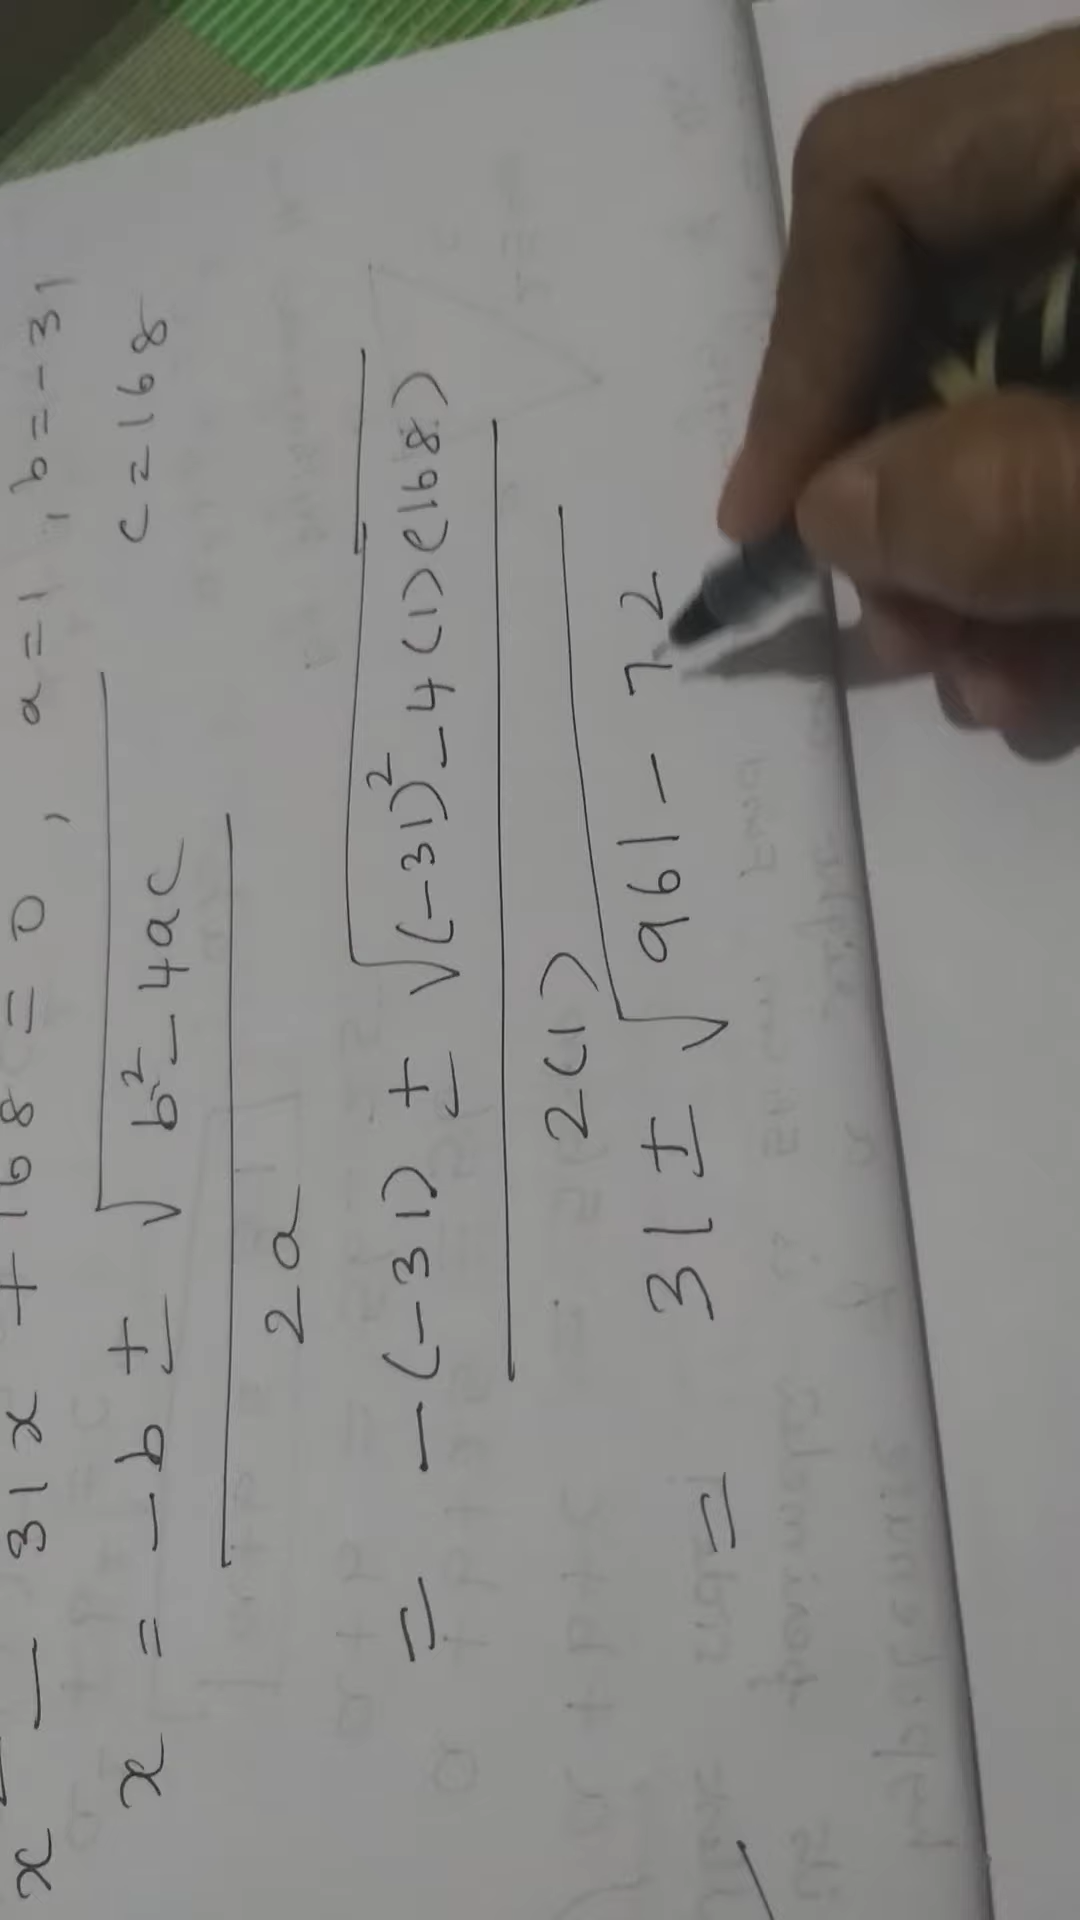 x² - 31x + 168 = 0, a = 1, b = -31
c = 168
x = -b ± √b² - 4ac
2a
= -(-31) ± √(-31)² - 4(1)(168)
2(1)
= 31 ± √961 - 72